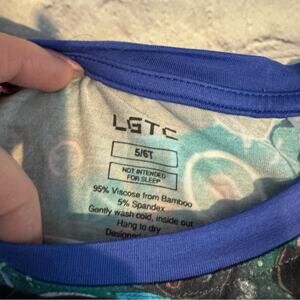 LGTC
5/6T
NOT INTENDED
FOR SLEEP
95% Viscose from Bamboo
5% Spandex
Gently wash cold, inside out
Hang to dry
Designed